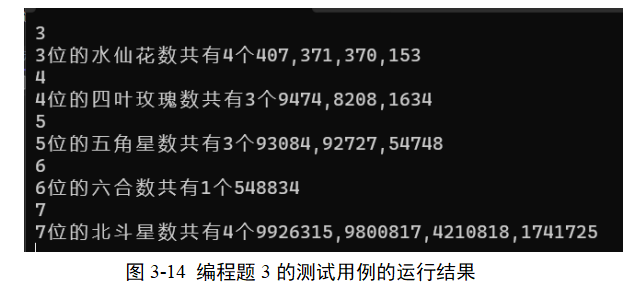 3
3位的水仙花数共有4个407,371,370,153
4
4位的四叶玫瑰数共有3个9474,8208,1634
5
5位的五角星数共有3个93084,92727,54748
6
6位的六合数共有1个548834
7
7位的北斗星数共有4个9926315,9800817,4210818,1741725
图 3-14 编程题 3 的测试用例的运行结果